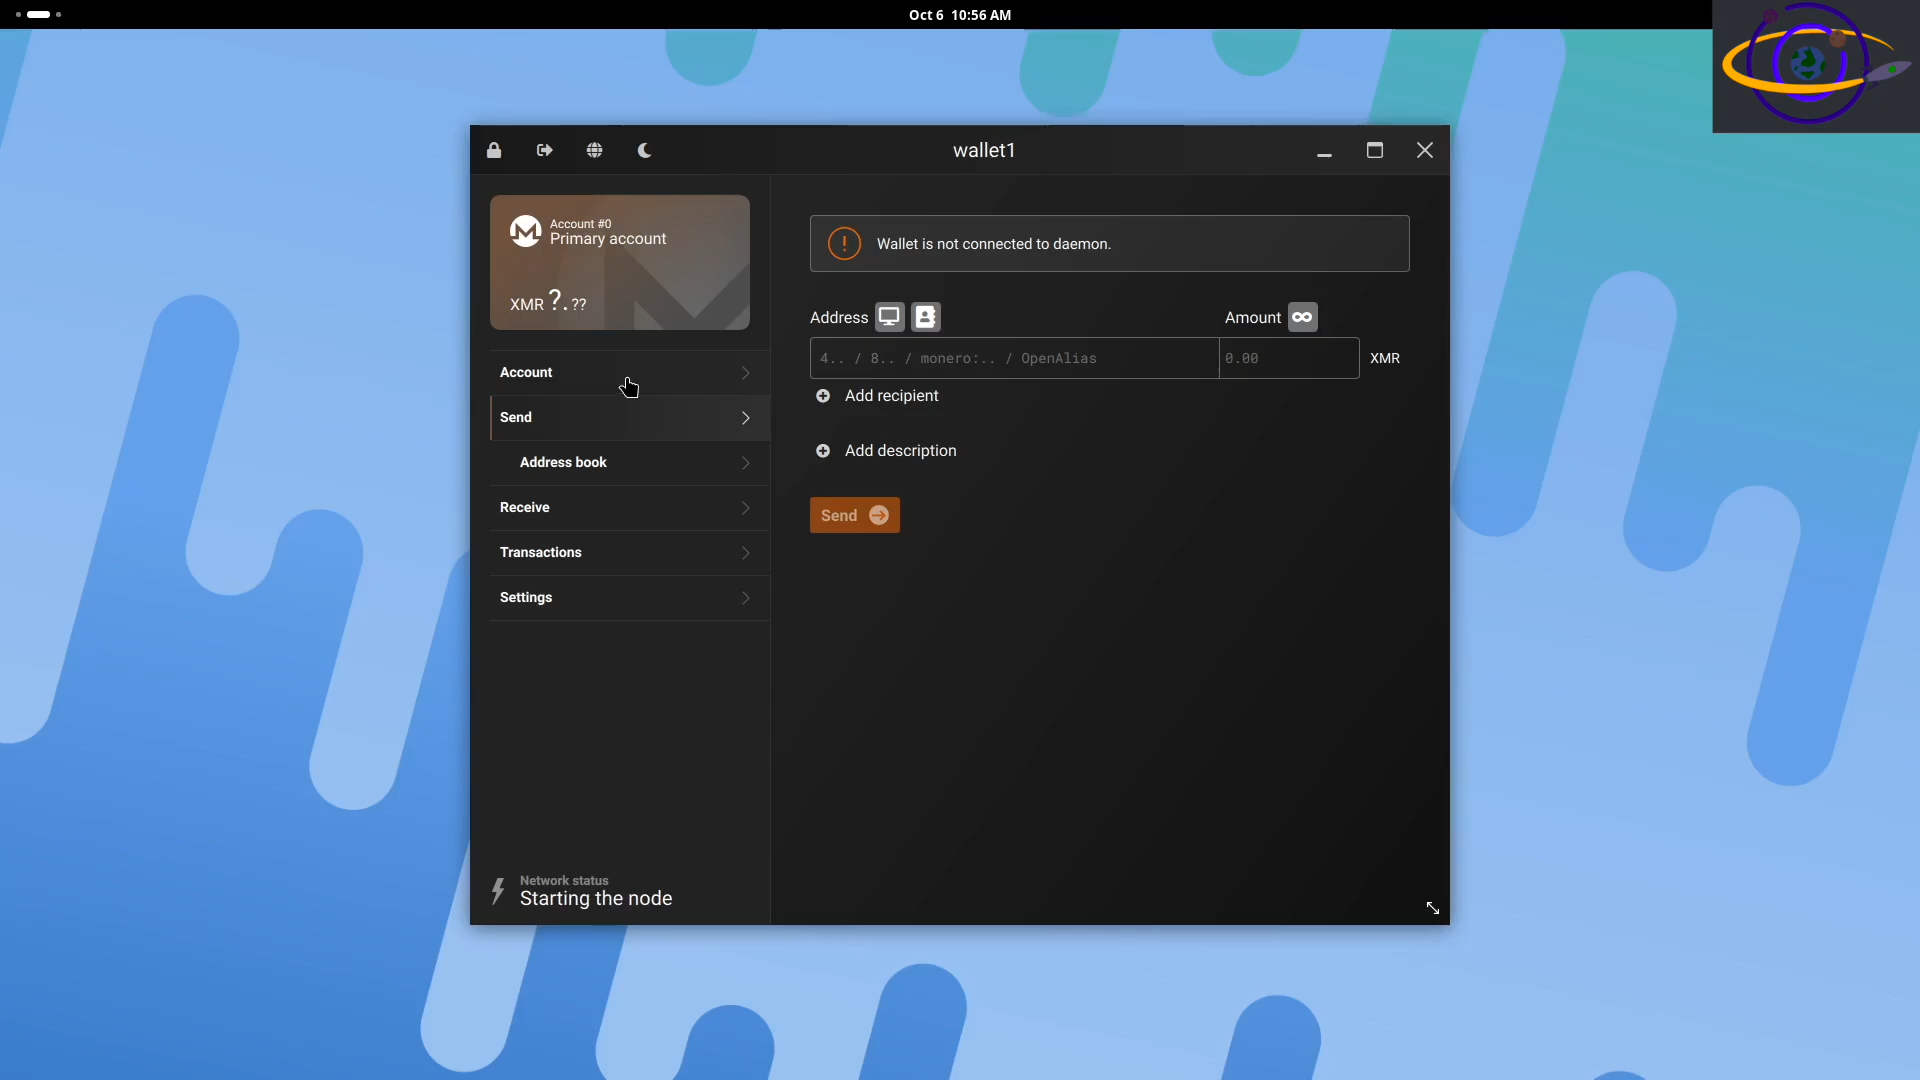 Oct 6 10:56 AM
wallet1
Account #0
Primary account
XMR ?.??
Account
Send
Address book
Receive
Transactions
Settings
Network status
Starting the node
Wallet is not connected to daemon.
Address
Amount
4.. / 8.. / monero:.. / OpenAlias
0.00
XMR
Add recipient
Add description
Send